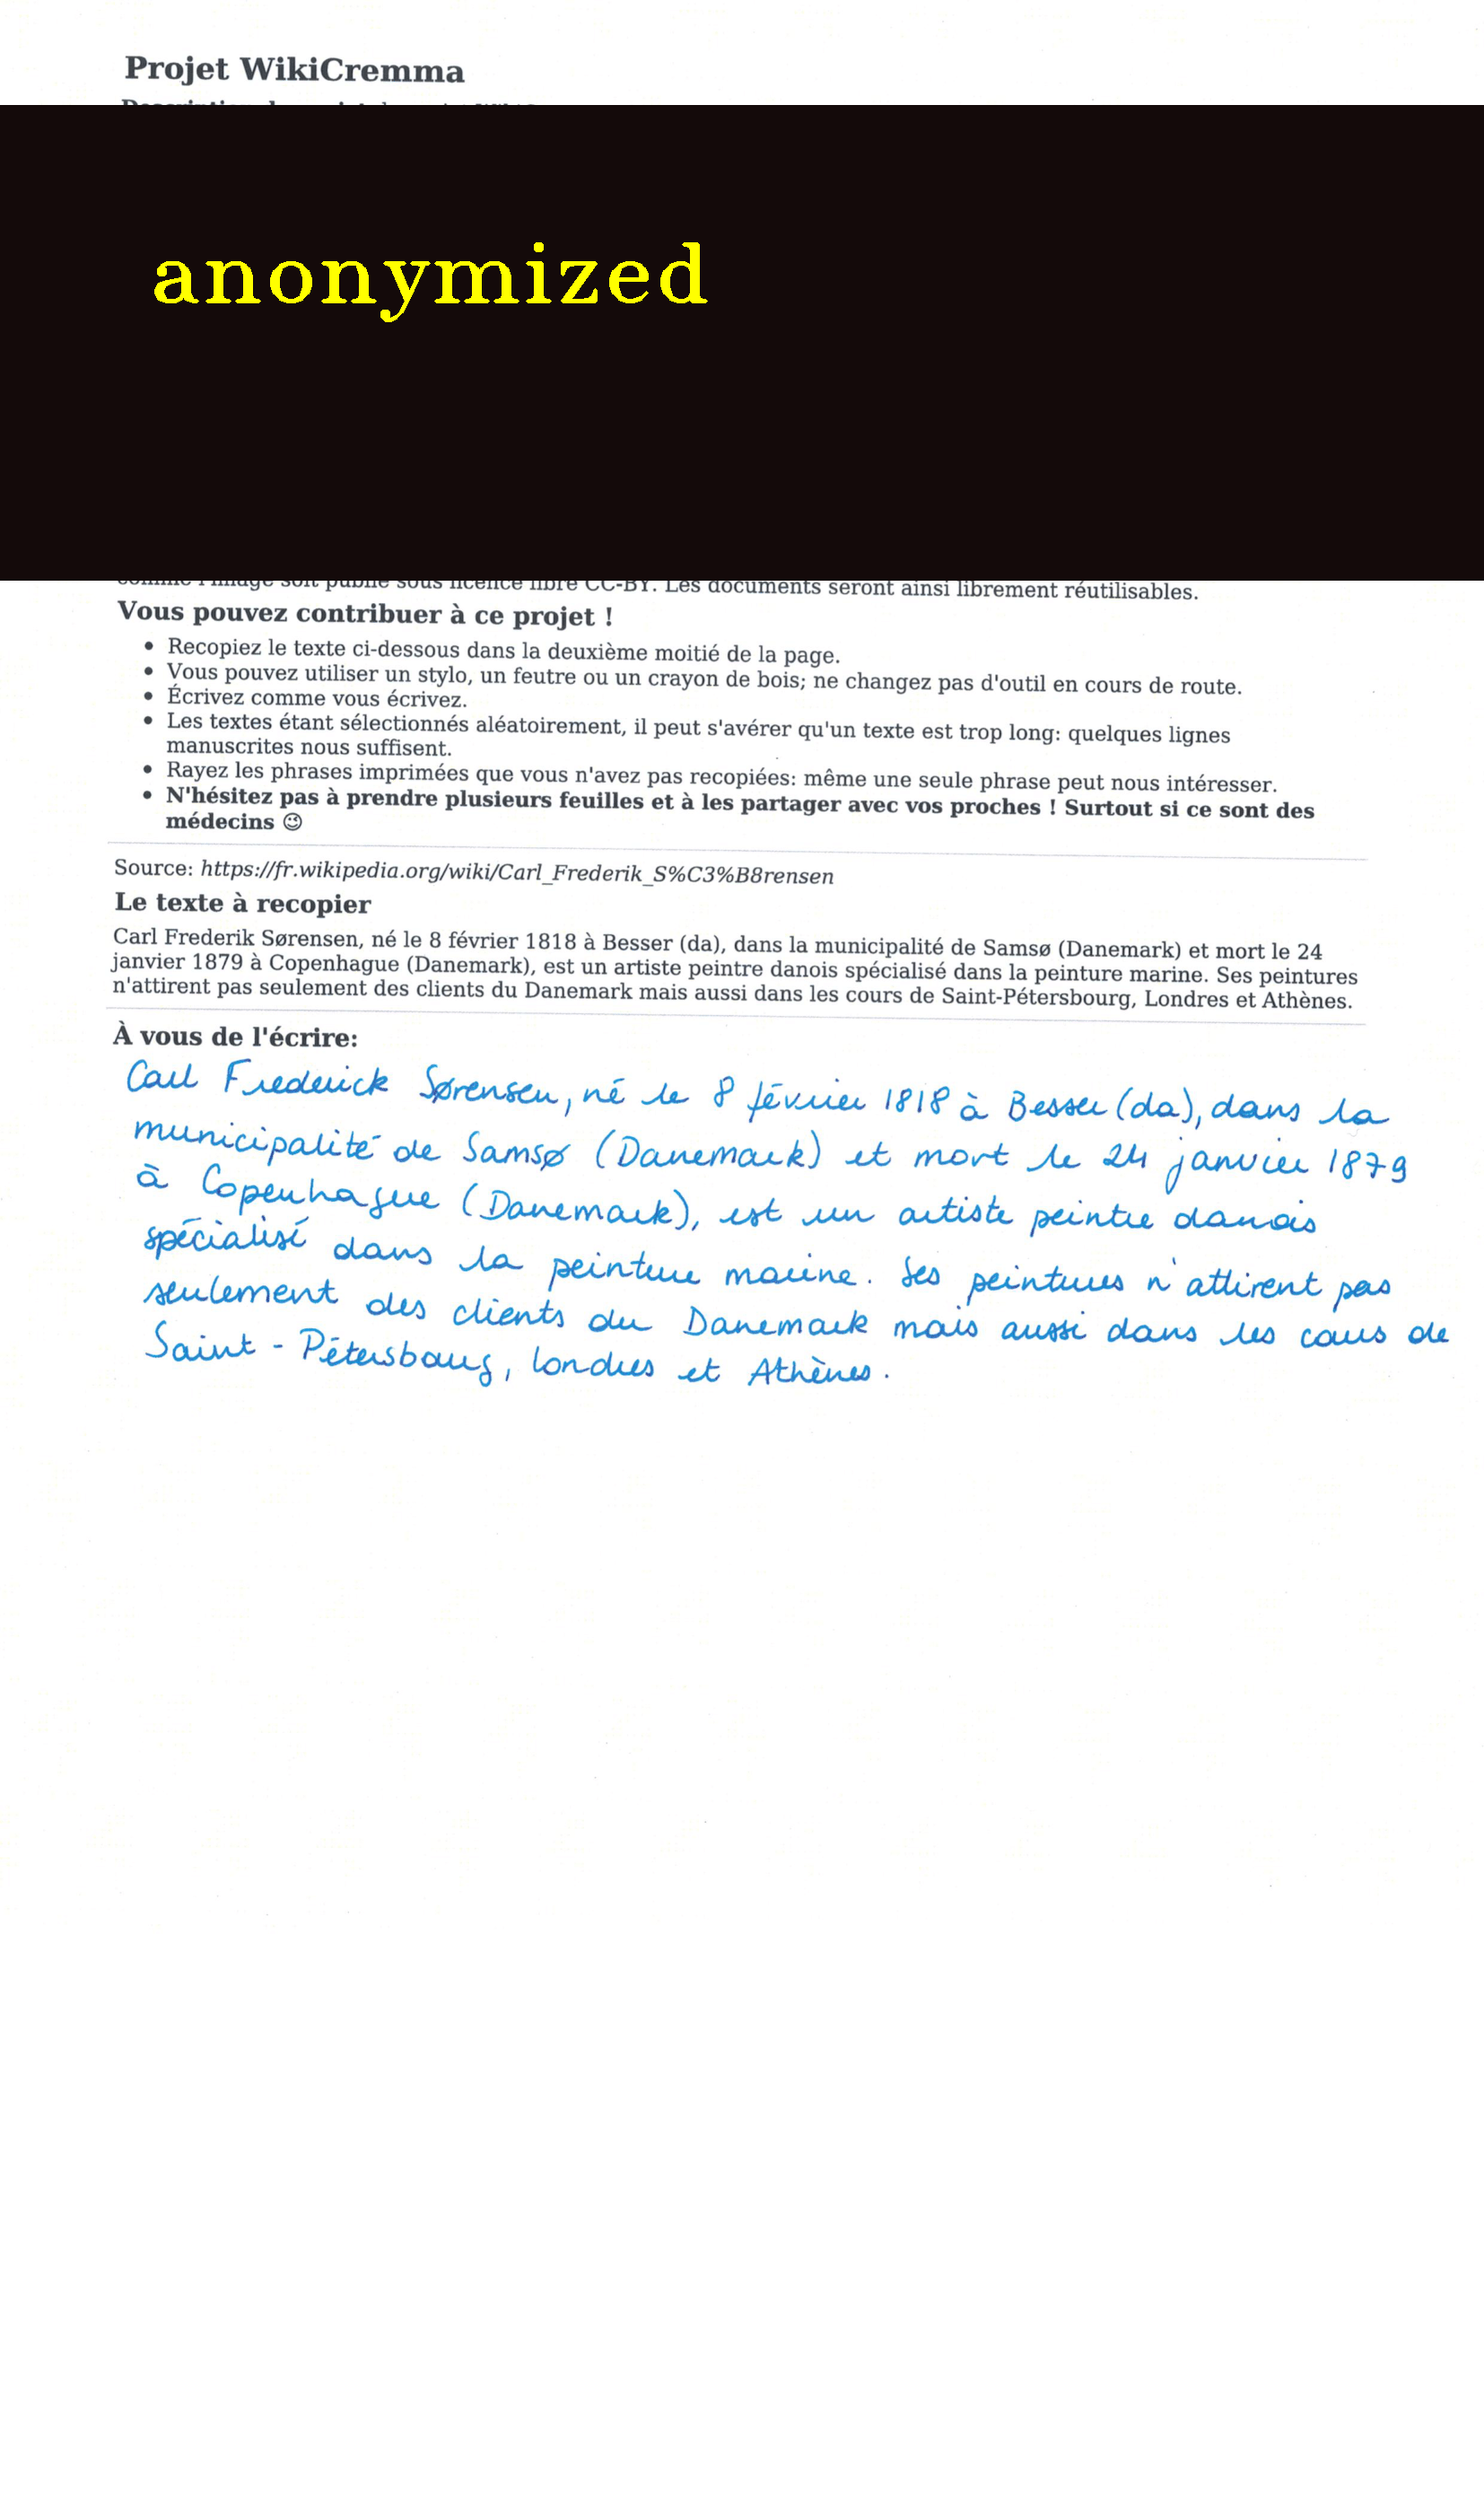 Projet WikiCremma
anonymized
comme l'image soit publié sous licence libre CC-BY. Les documents seront ainsi librement réutilisables.
Vous pouvez contribuer à ce projet !
• Recopiez le texte ci-dessous dans la deuxième moitié de la page.
• Vous pouvez utiliser un stylo, un feutre ou un crayon de bois; ne changez pas d'outil en cours de route.
• Écrivez comme vous écrivez.
• Les textes étant sélectionnés aléatoirement, il peut s'avérer qu'un texte est trop long: quelques lignes
manuscrites nous suffisent.
• Rayez les phrases imprimées que vous n'avez pas recopiées: même une seule phrase peut nous intéresser.
• N'hésitez pas à prendre plusieurs feuilles et à les partager avec vos proches ! Surtout si ce sont des
médecins 😉
Source: https://fr.wikipedia.org/wiki/Carl_Frederik_S%C3%B8rensen
Le texte à recopier
Carl Frederik Sørensen, né le 8 février 1818 à Besser (da), dans la municipalité de Samsø (Danemark) et mort le 24
janvier 1879 à Copenhague (Danemark), est un artiste peintre danois spécialisé dans la peinture marine. Ses peintures
n'attirent pas seulement des clients du Danemark mais aussi dans les cours de Saint-Pétersbourg, Londres et Athènes.
À vous de l'écrire:
Carl Frederick Sørensen, né le 8 février 1818 à Besser (da), dans la
municipalité de Samsø (Danemark) et mort le 24 janvier 1879
à Copenhague (Danemark), est un artiste peintre danois
spécialisé dans la peinture marine. Ses peintures n'attirent pas
seulement des clients du Danemark mais aussi dans les cours de
Saint-Pétersbourg, Londres et Athènes.